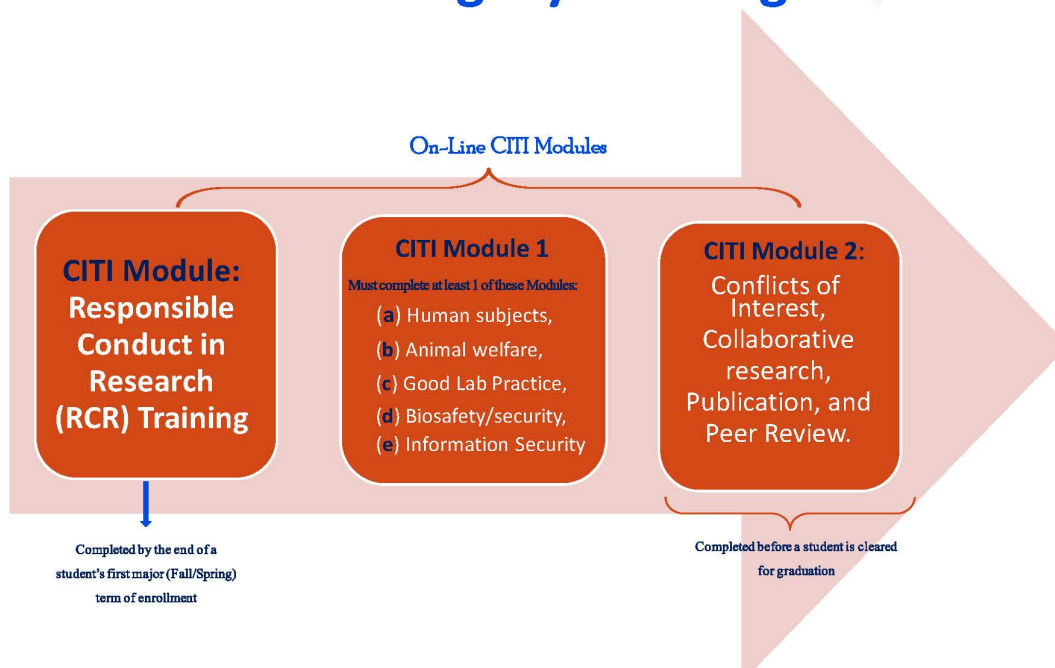 On-Line CITI Modules
CITI Module:
Responsible
Conduct in
Research
(RCR) Training
CITI Module 1
Must complete at least 1 of these Modules:
(a) Human subjects,
(b) Animal welfare,
(c) Good Lab Practice,
(d) Biosafety/security,
(e) Information Security
CITI Module 2:
Conflicts of
Interest,
Collaborative
research,
Publication, and
Peer Review.
Completed by the end of a
student's first major (Fall/Spring)
term of enrollment
Completed before a student is cleared
for graduation